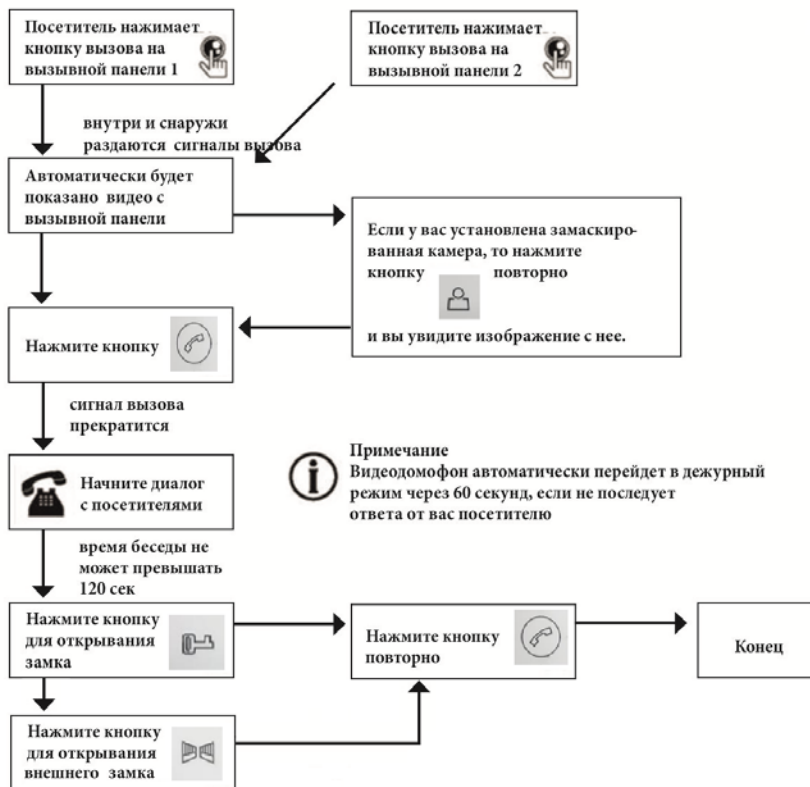 Посетитель нажимает
кнопку вызова на
вызывной панели 1
Посетитель нажимает
кнопку вызова на
вызывной панели 2
внутри и снаружи
раздаются сигналы вызова
Автоматически будет
показано видео с
вызывной панели
Если у вас установлена замаскиро-
ванная камера, то нажмите
кнопку повторно
и вы увидите изображение с нее.
Нажмите кнопку
сигнал вызова
прекратится
Начните диалог
с посетителями
Примечание
Видеодомофон автоматически перейдет в дежурный
режим через 60 секунд, если не последует
ответа от вас посетителю
время беседы не
может превышать
120 сек
Нажмите кнопку
для открывания
замка
Нажмите кнопку
повторно
Конец
Нажмите кнопку
для открывания
внешнего замка